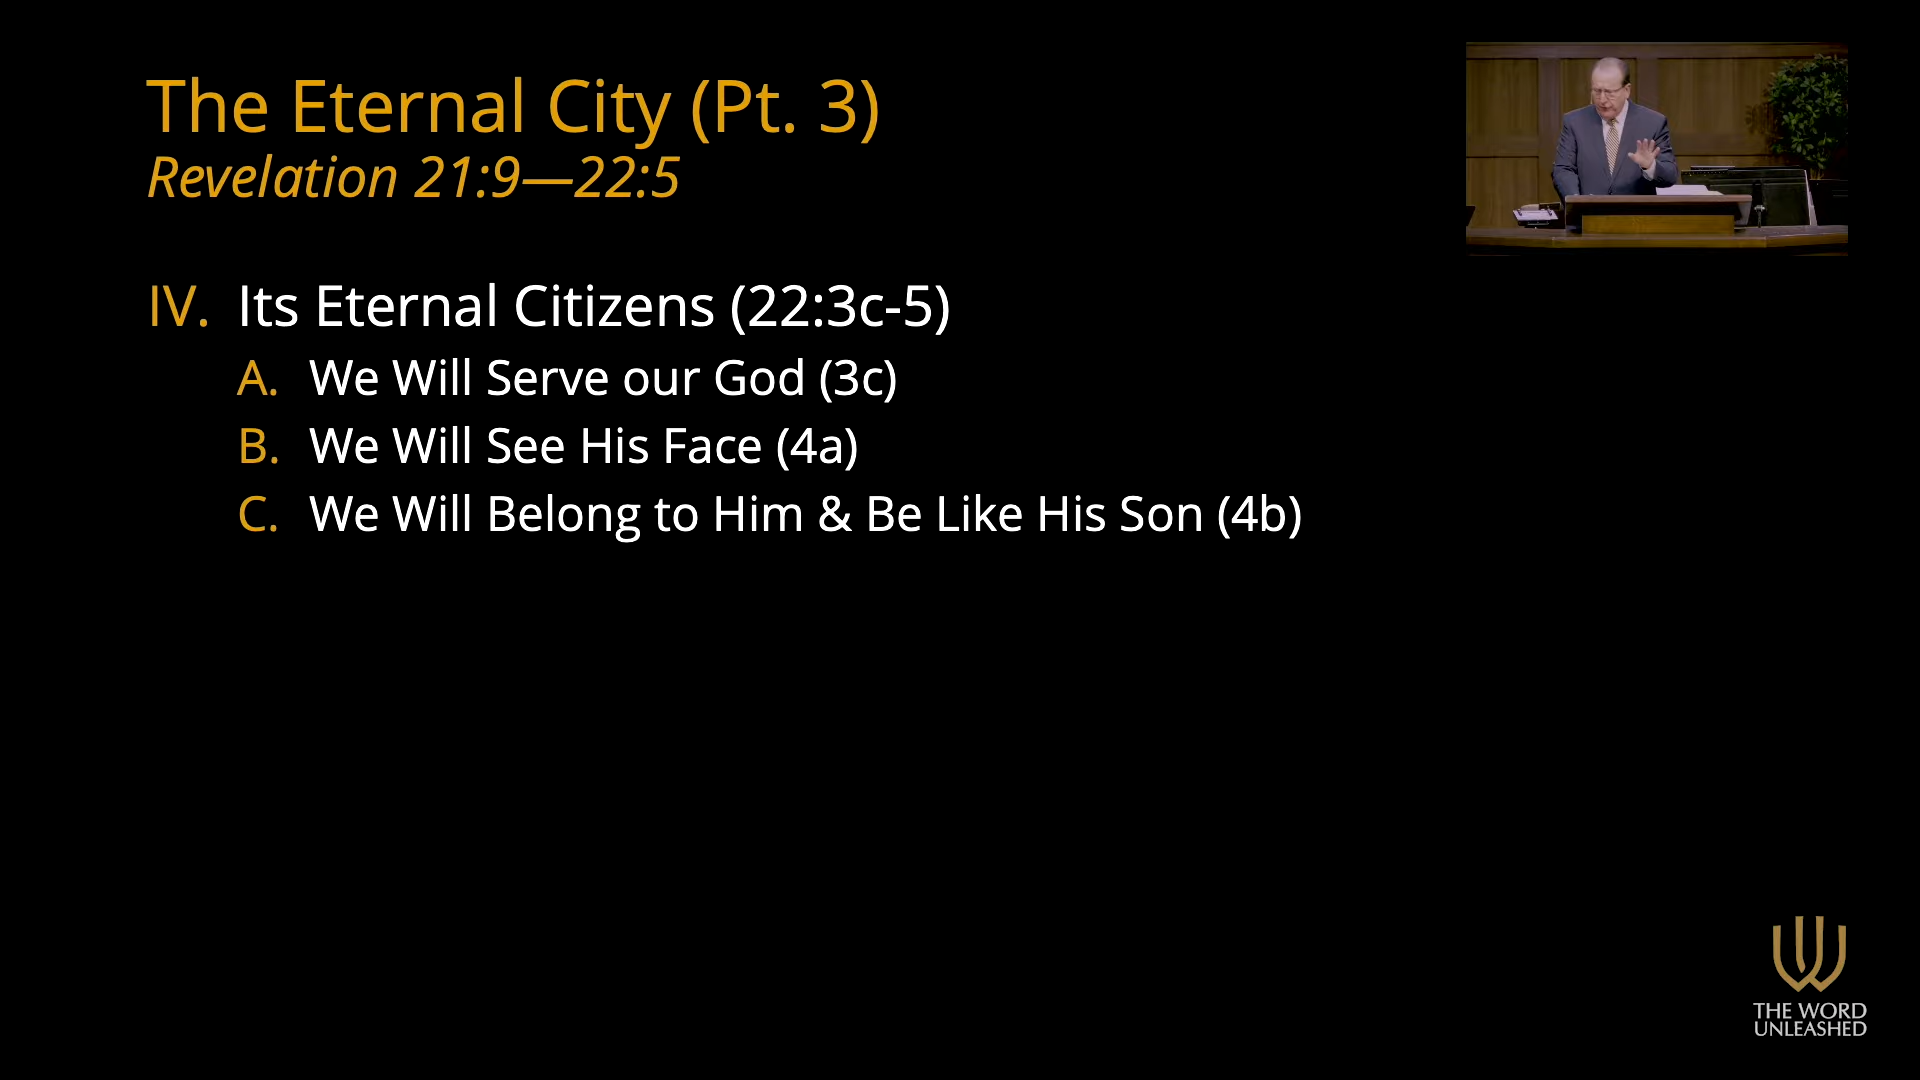 The Eternal City (Pt. 3)
Revelation 21:9—22:5
IV. Its Eternal Citizens (22:3c-5)
A. We Will Serve our God (3c)
B. We Will See His Face (4a)
C. We Will Belong to Him & Be Like His Son (4b)
THE WORD
UNLEASHED